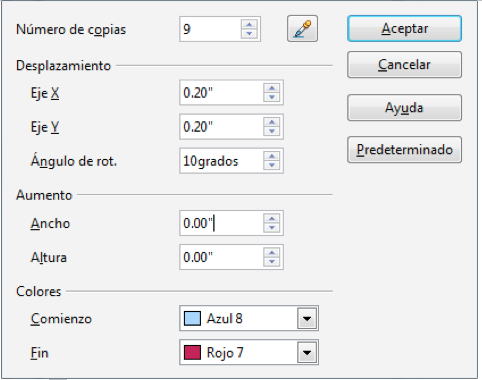 Número de copias 9 Aceptar
Desplazamiento Cancelar
Eje X 0.20"
Eje Y 0.20" Ayuda
Ángulo de rot. 10grados Predeterminado
Aumento
Ancho 0.00"
Altura 0.00"
Colores
Comienzo Azul 8
Fin Rojo 7